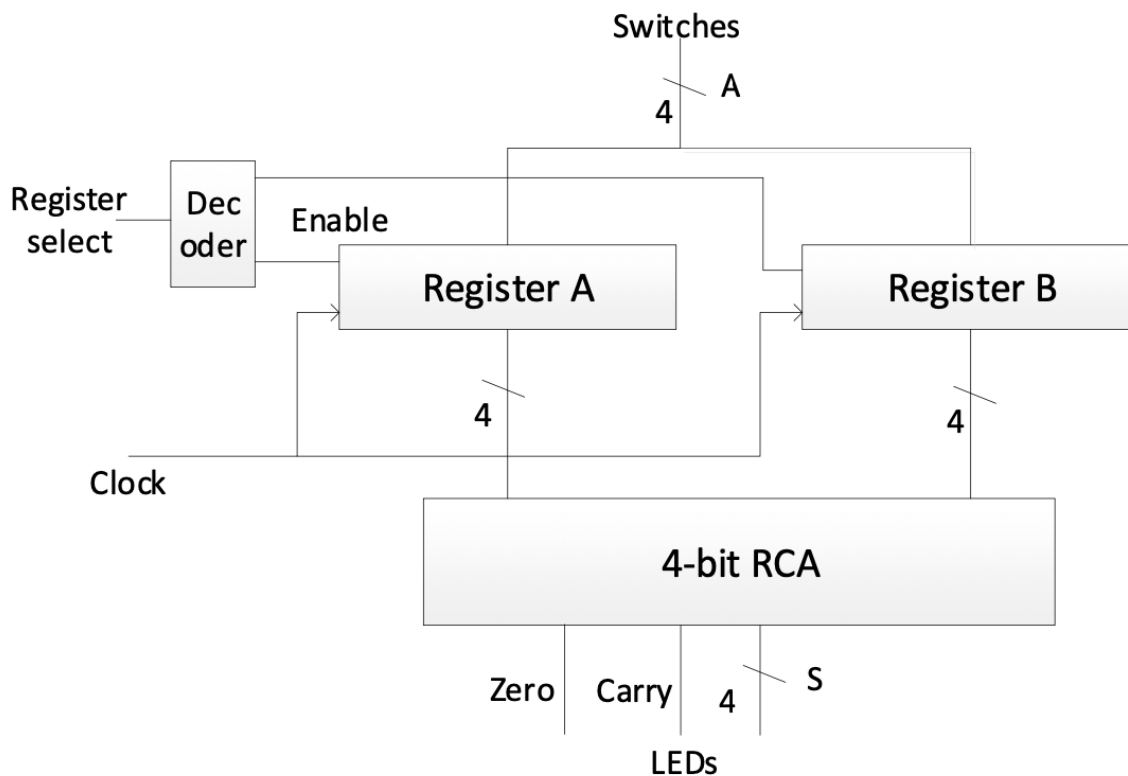 Switches
A
4
Register
select
Dec
oder
Enable
Register A
Register B
4
4
Clock
4-bit RCA
Zero
Carry
4
S
LEDs